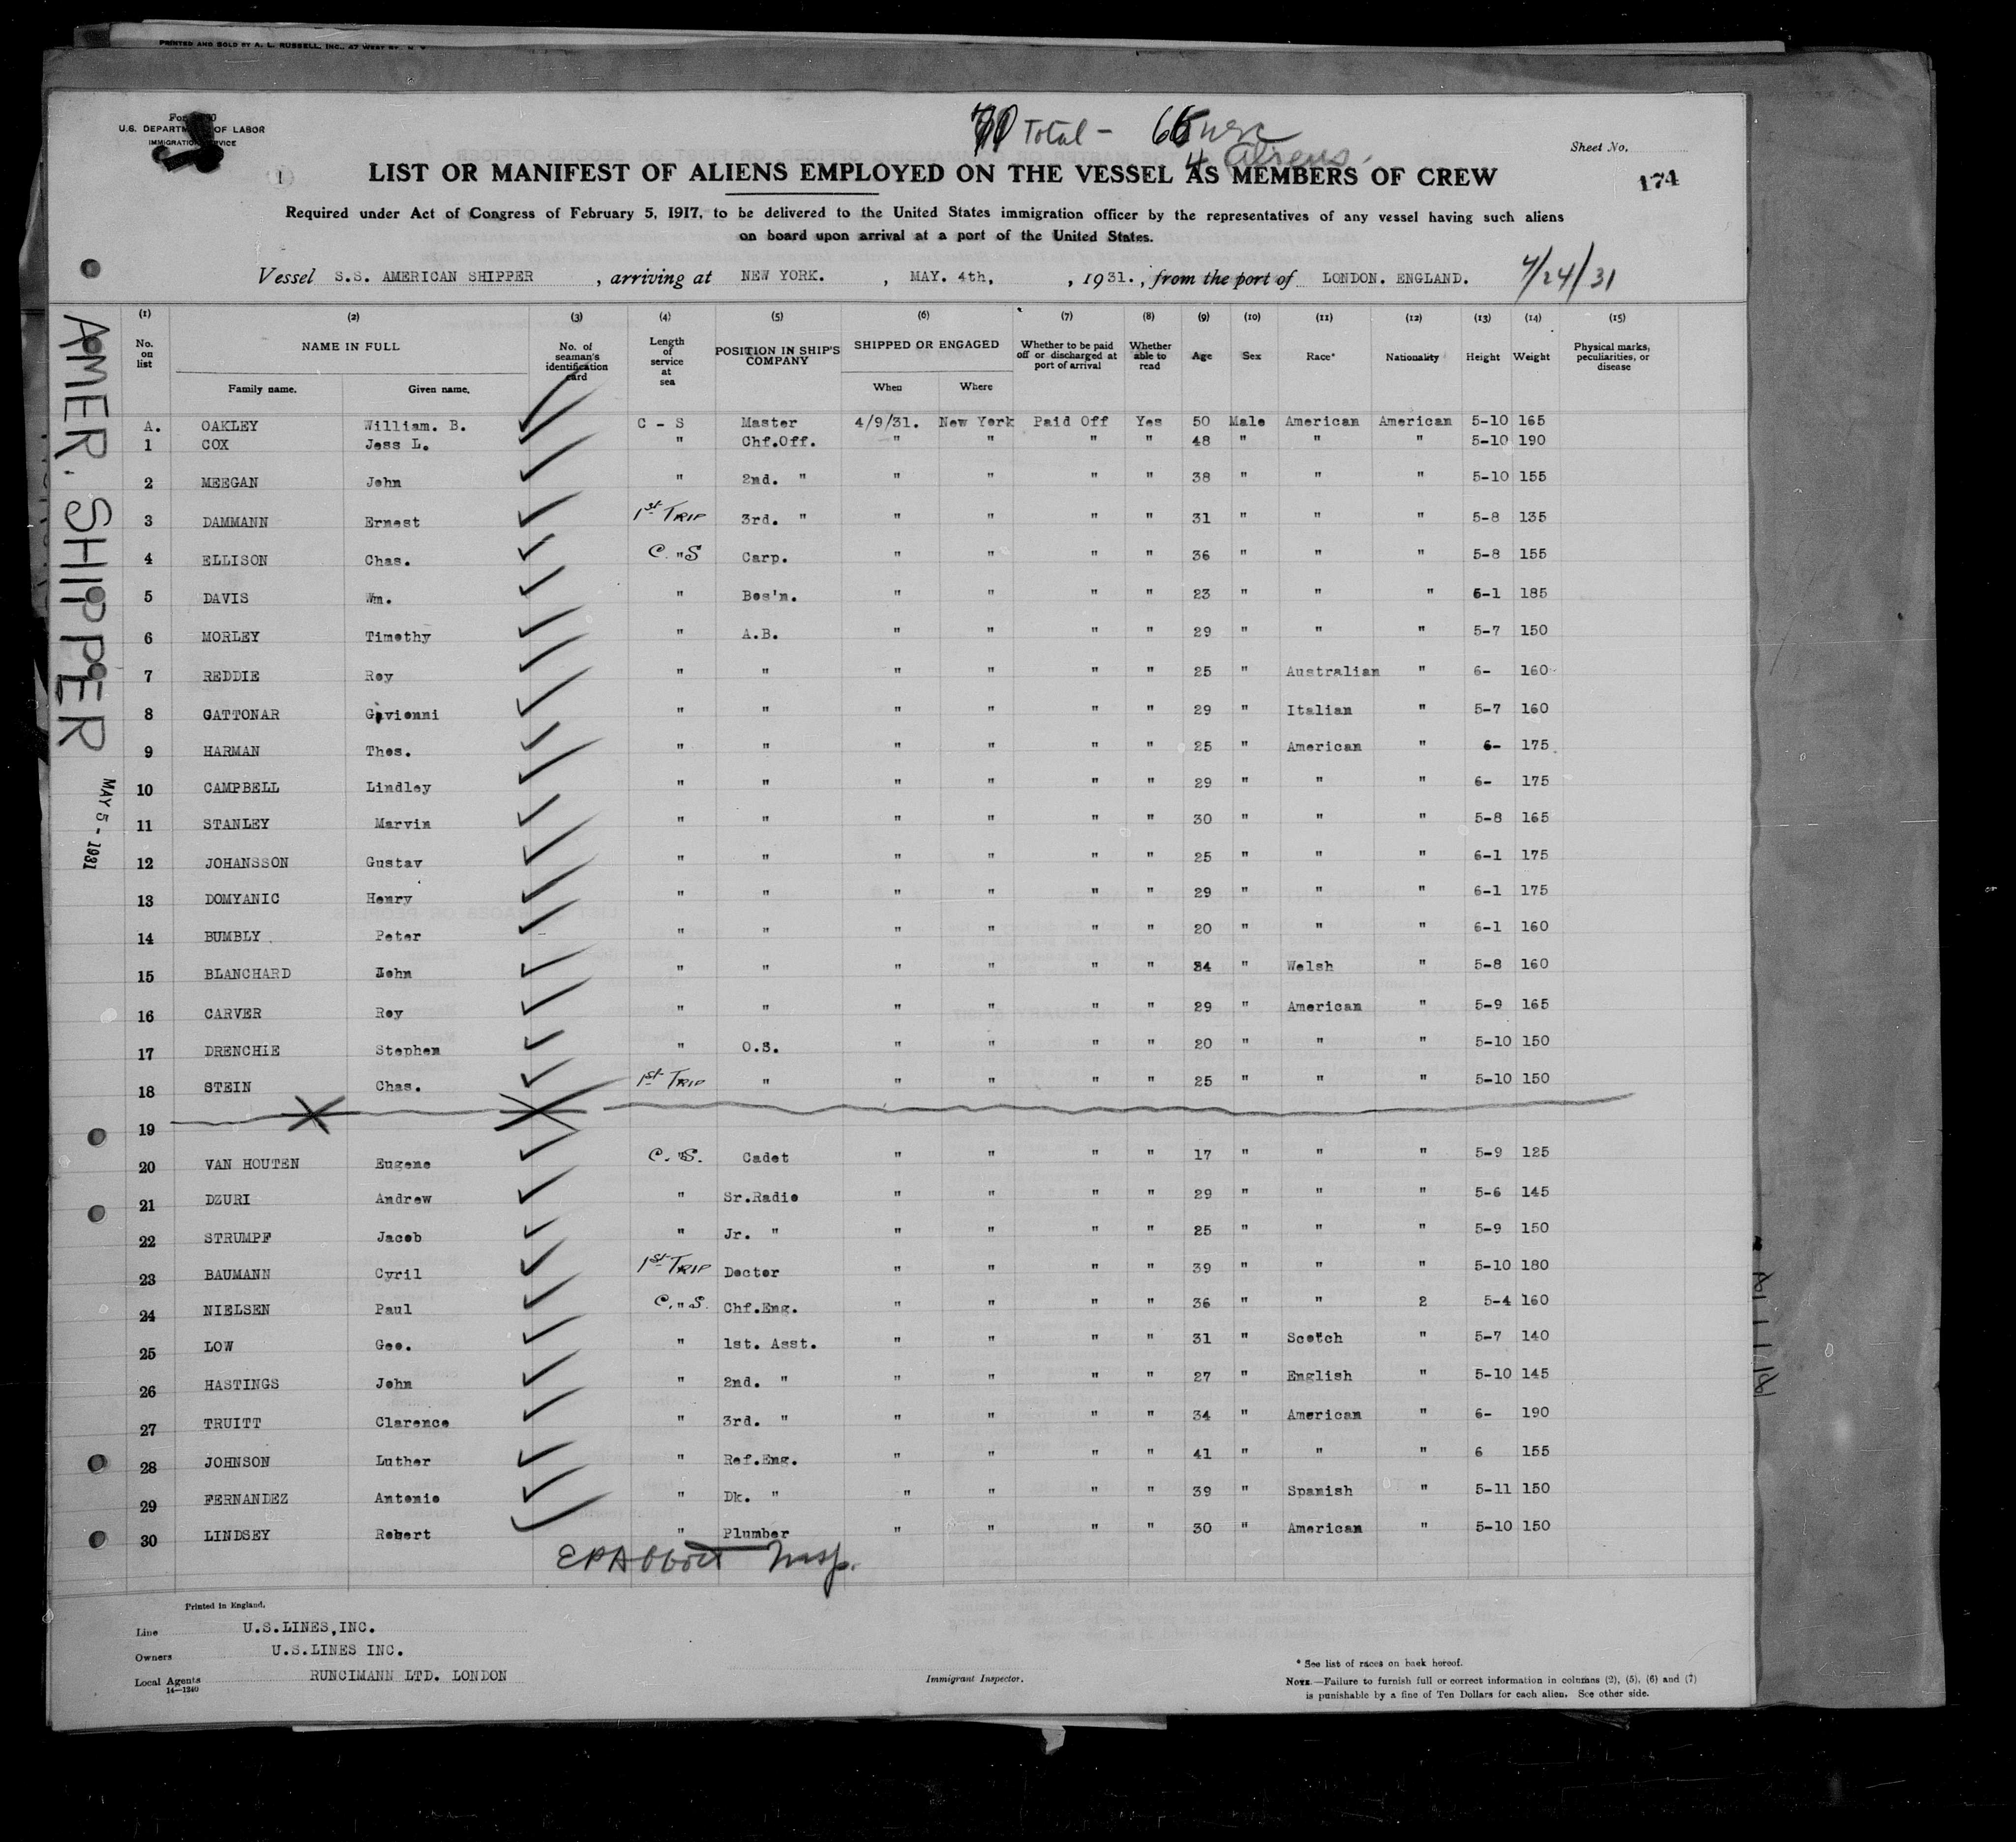 PRINTED AND SOLD BY A. L. RUSSELL, INC., 47 WEST ST. N. Y.
U.S. DEPARTMENT OF LABOR
IMMIGRATION SERVICE
1
Total - 66
4 Aliens.
Sheet No.
174
LIST OR MANIFEST OF ALIENS EMPLOYED ON THE VESSEL AS MEMBERS OF CREW
Required under Act of Congress of February 5, 1917, to be delivered to the United States immigration officer by the representatives of any vessel having such aliens
on board upon arrival at a port of the United States.
Vessel S.S. AMERICAN SHIPPER , arriving at NEW YORK. , MAY. 4th, , 1931. , from the port of LONDON. ENGLAND. 4/24/31
AMER. SHIPPER
MAY 5 - 1931
(1) (2) (3) (4) (5) (6) (7) (8) (9) (10) (11) (12) (13) (14) (15)
No. on list NAME IN FULL Family name. Given name. No. of seaman's identification card Length of service at sea POSITION IN SHIP'S COMPANY SHIPPED OR ENGAGED When Where Whether to be paid off or discharged at port of arrival Whether able to read Age Sex Race* Nationality Height Weight Physical marks, peculiarities, or disease
A. OAKLEY William. B. C - S Master 4/9/31. New York Paid Off Yes 50 Male American American 5-10 165
1 COX Jess L. " Chf.Off. " " " " 48 " " " 5-10 190
2 MEEGAN John " 2nd. " " " " " 38 " " " 5-10 155
3 DAMMANN Ernest 1st TRIP 3rd. " " " " " 31 " " " 5-8 135
4 ELLISON Chas. C. " S Carp. " " " " 36 " " " 5-8 155
5 DAVIS Wm. " Bos'n. " " " " 23 " " " 6-1 185
6 MORLEY Timothy " A.B. " " " " 29 " " " 5-7 150
7 REDDIE Roy " " " " " " 25 " Australian " 6- 160
8 GATTONAR Gavionni " " " " " " 29 " Italian " 5-7 160
9 HARMAN Thos. " " " " " " 25 " American " 6- 175
10 CAMPBELL Lindley " " " " " " 29 " " " 6- 175
11 STANLEY Marvin " " " " " " 30 " " " 5-8 165
12 JOHANSSON Gustav " " " " " " 25 " " " 6-1 175
13 DOMYANIC Henry " " " " " " 29 " " " 6-1 175
14 BUMBLY Peter " " " " " " 20 " " " 6-1 160
15 BLANCHARD John " " " " " " 34 " Welsh " 5-8 160
16 CARVER Roy " " " " " " 29 " American " 5-9 165
17 DRENCHIE Stephen " O.S. " " " " 20 " " " 5-10 150
18 STEIN Chas. 1st TRIP " " " " " 25 " " " 5-10 150
19
20 VAN HOUTEN Eugene C. " S. Cadet " " " " 17 " " " 5-9 125
21 DZURI Andrew " Sr.Radio " " " " 29 " " " 5-6 145
22 STRUMPF Jacob " Jr. " " " " " 25 " " " 5-9 150
23 BAUMANN Cyril 1st TRIP Doctor " " " " 39 " " " 5-10 180
24 NIELSEN Paul C. " S. Chf.Eng. " " " " 36 " " 2 5-4 160
25 LOW Geo. " 1st. Asst. " " " " 31 " Scotch " 5-7 140
26 HASTINGS John " 2nd. " " " " " 27 " English " 5-10 145
27 TRUITT Clarence " 3rd. " " " " " 34 " American " 6- 190
28 JOHNSON Luther " Ref.Eng. " " " " 41 " " " 6 155
29 FERNANDEZ Antonio " Dk. " " " " " 39 " Spanish " 5-11 150
30 LINDSEY Robert " Plumber " " " " 30 " American " 5-10 150
EPAbbott Insp.
Printed in England.
Line U.S.LINES,INC.
Owners U.S.LINES INC.
Local Agents RUNCIMANN LTD. LONDON
14-1240
Immigrant Inspector.
* See list of races on back hereof.
NOTE.—Failure to furnish full or correct information in columns (2), (5), (6) and (7)
is punishable by a fine of Ten Dollars for each alien. See other side.